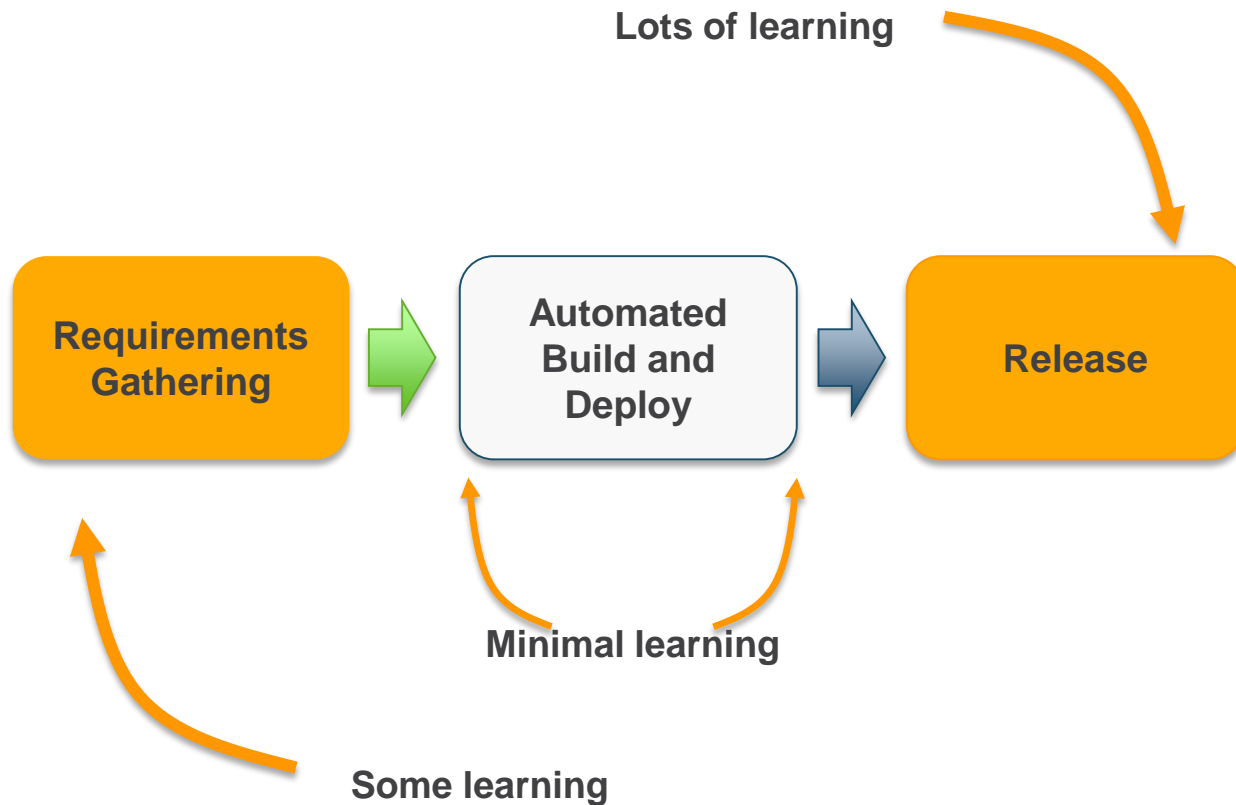 Lots of learning
Requirements
Gathering
Automated
Build and
Deploy
Release
Minimal learning
Some learning